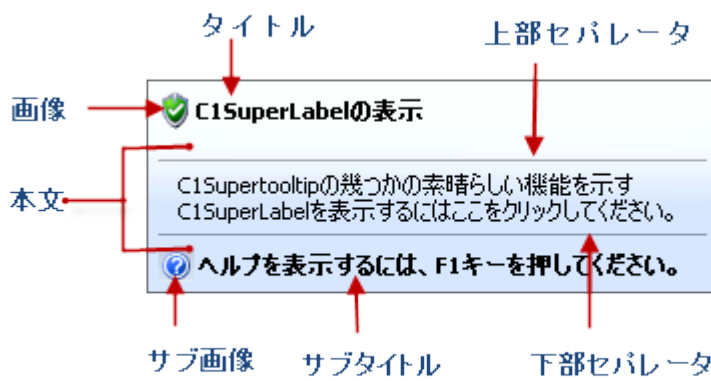 タイトル
上部セパレータ
画像
C1SuperLabelの表示
本文
C1Supertooltipの幾つかの素晴らしい機能を示す
C1SuperLabelを表示するにはここをクリックしてください。
ヘルプを表示するには、F1キーを押してください。
サブ画像
サブタイトル
下部セパレータ